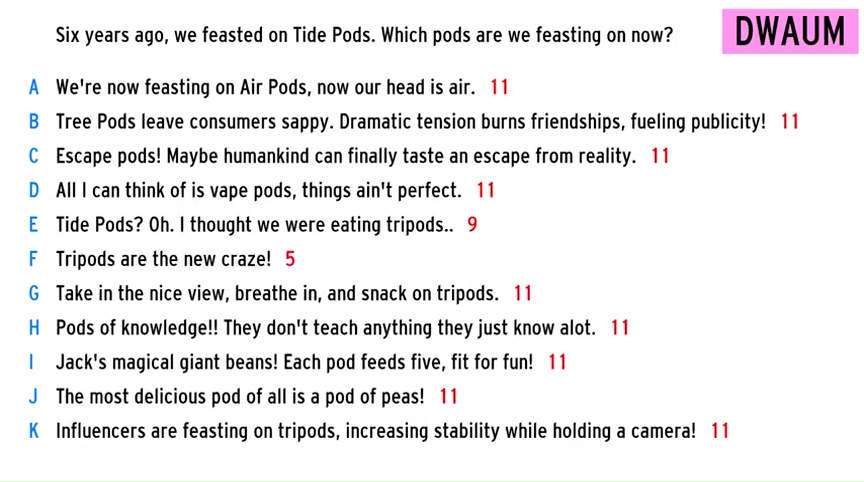 Six years ago, we feasted on Tide Pods. Which pods are we feasting on now?
DWAUM
A We're now feasting on Air Pods, now our head is air. 11
B Tree Pods leave consumers sappy. Dramatic tension burns friendships, fueling publicity! 11
C Escape pods! Maybe humankind can finally taste an escape from reality. 11
D All I can think of is vape pods, things ain't perfect. 11
E Tide Pods? Oh. I thought we were eating tripods.. 9
F Tripods are the new craze! 5
G Take in the nice view, breathe in, and snack on tripods. 11
H Pods of knowledge!! They don't teach anything they just know alot. 11
I Jack's magical giant beans! Each pod feeds five, fit for fun! 11
J The most delicious pod of all is a pod of peas! 11
K Influencers are feasting on tripods, increasing stability while holding a camera! 11